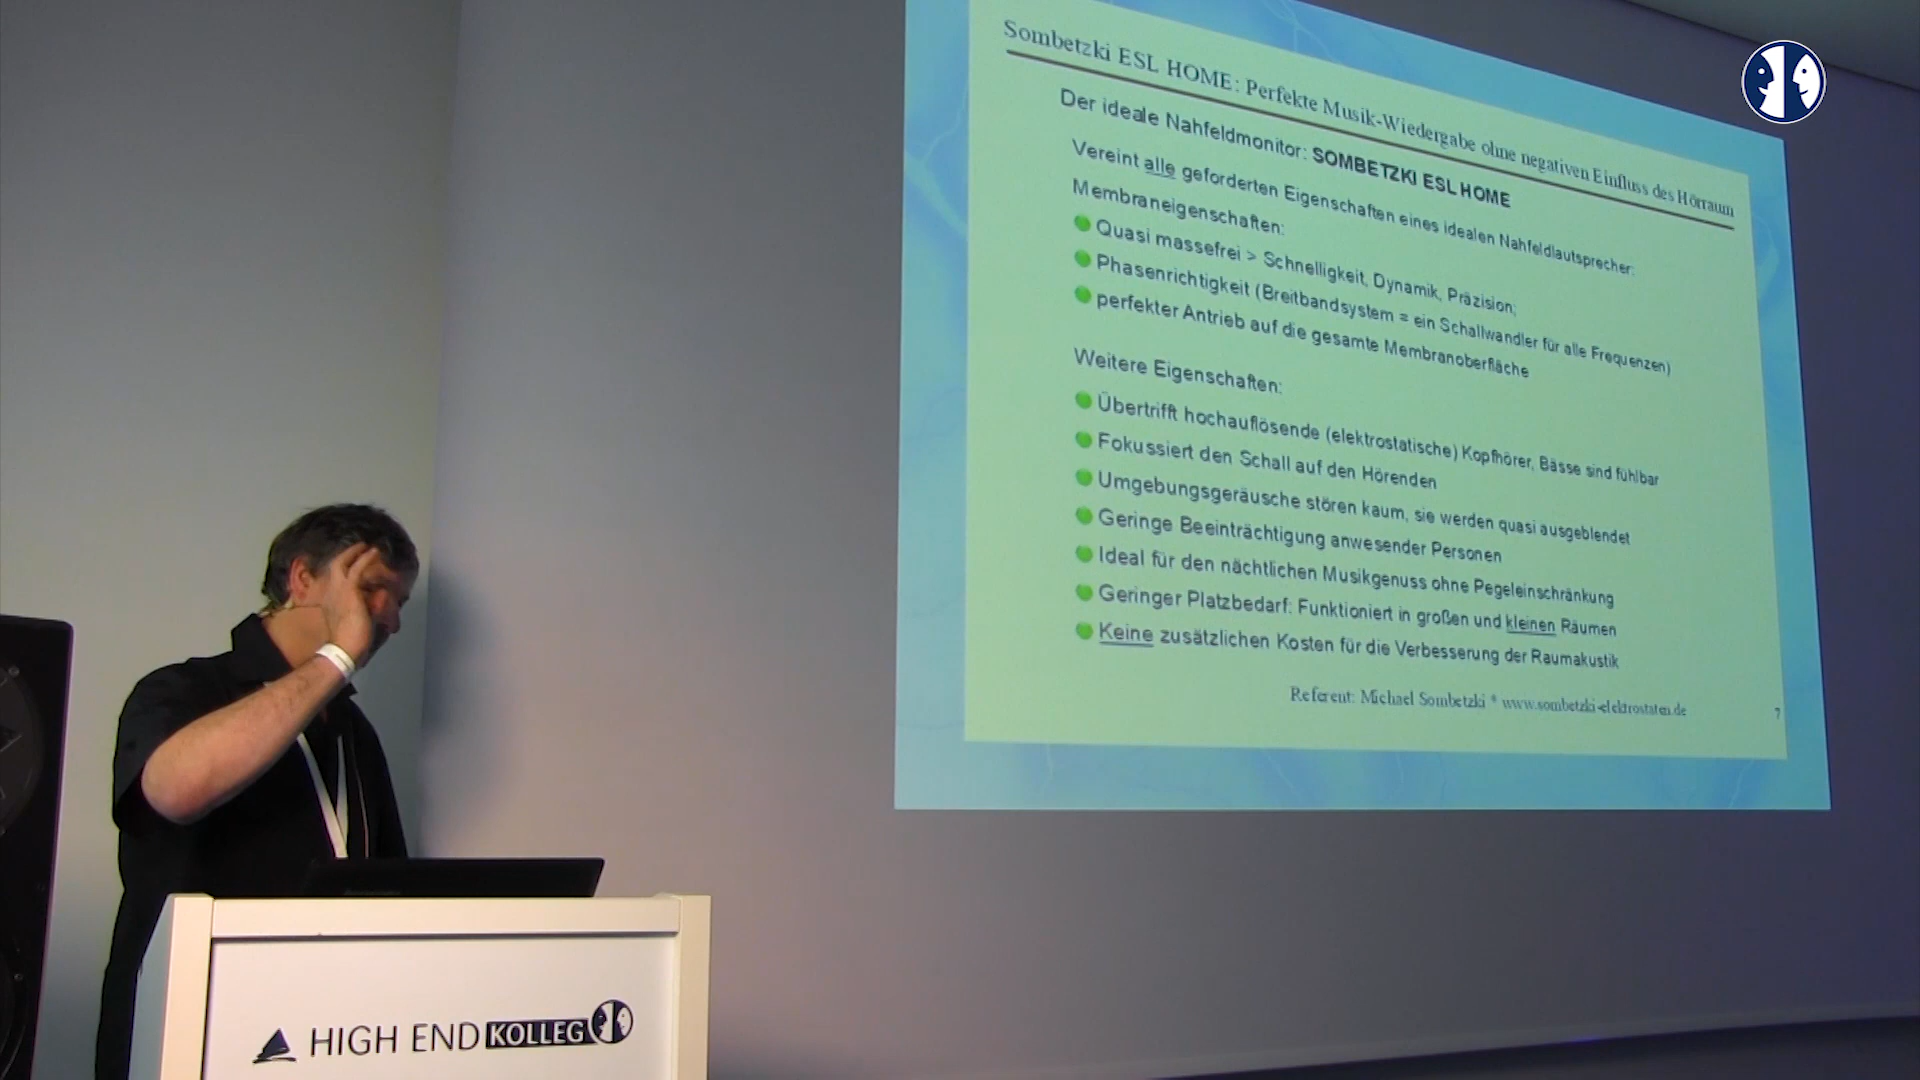 Sombetzki ESL HOME: Perfekte Musik-Wiedergabe ohne negativen Einfluss des Hörraum
Der ideale Nahfeldmonitor: SOMBETZKI ESL HOME
Vereint alle geforderten Eigenschaften eines idealen Nahfeldlautsprecher:
Membraneigenschaften:
Quasi massefrei > Schnelligkeit, Dynamik, Präzision;
Phasenrichtigkeit (Breitbandsystem = ein Schallwandler für alle Frequenzen)
perfekter Antrieb auf die gesamte Membranoberfläche
Weitere Eigenschaften:
Übertrifft hochauflösende (elektrostatische) Kopfhörer, Bässe sind fühlbar
Fokussiert den Schall auf den Hörenden
Umgebungsgeräusche stören kaum, sie werden quasi ausgeblendet
Geringe Beeinträchtigung anwesender Personen
Ideal für den nächtlichen Musikgenuss ohne Pegeleinschränkung
Geringer Platzbedarf: Funktioniert in großen und kleinen Räumen
Keine zusätzlichen Kosten für die Verbesserung der Raumakustik
Referent: Michael Sombetzki * www.sombetzki-elektrostaten.de
7
HIGH END KOLLEG